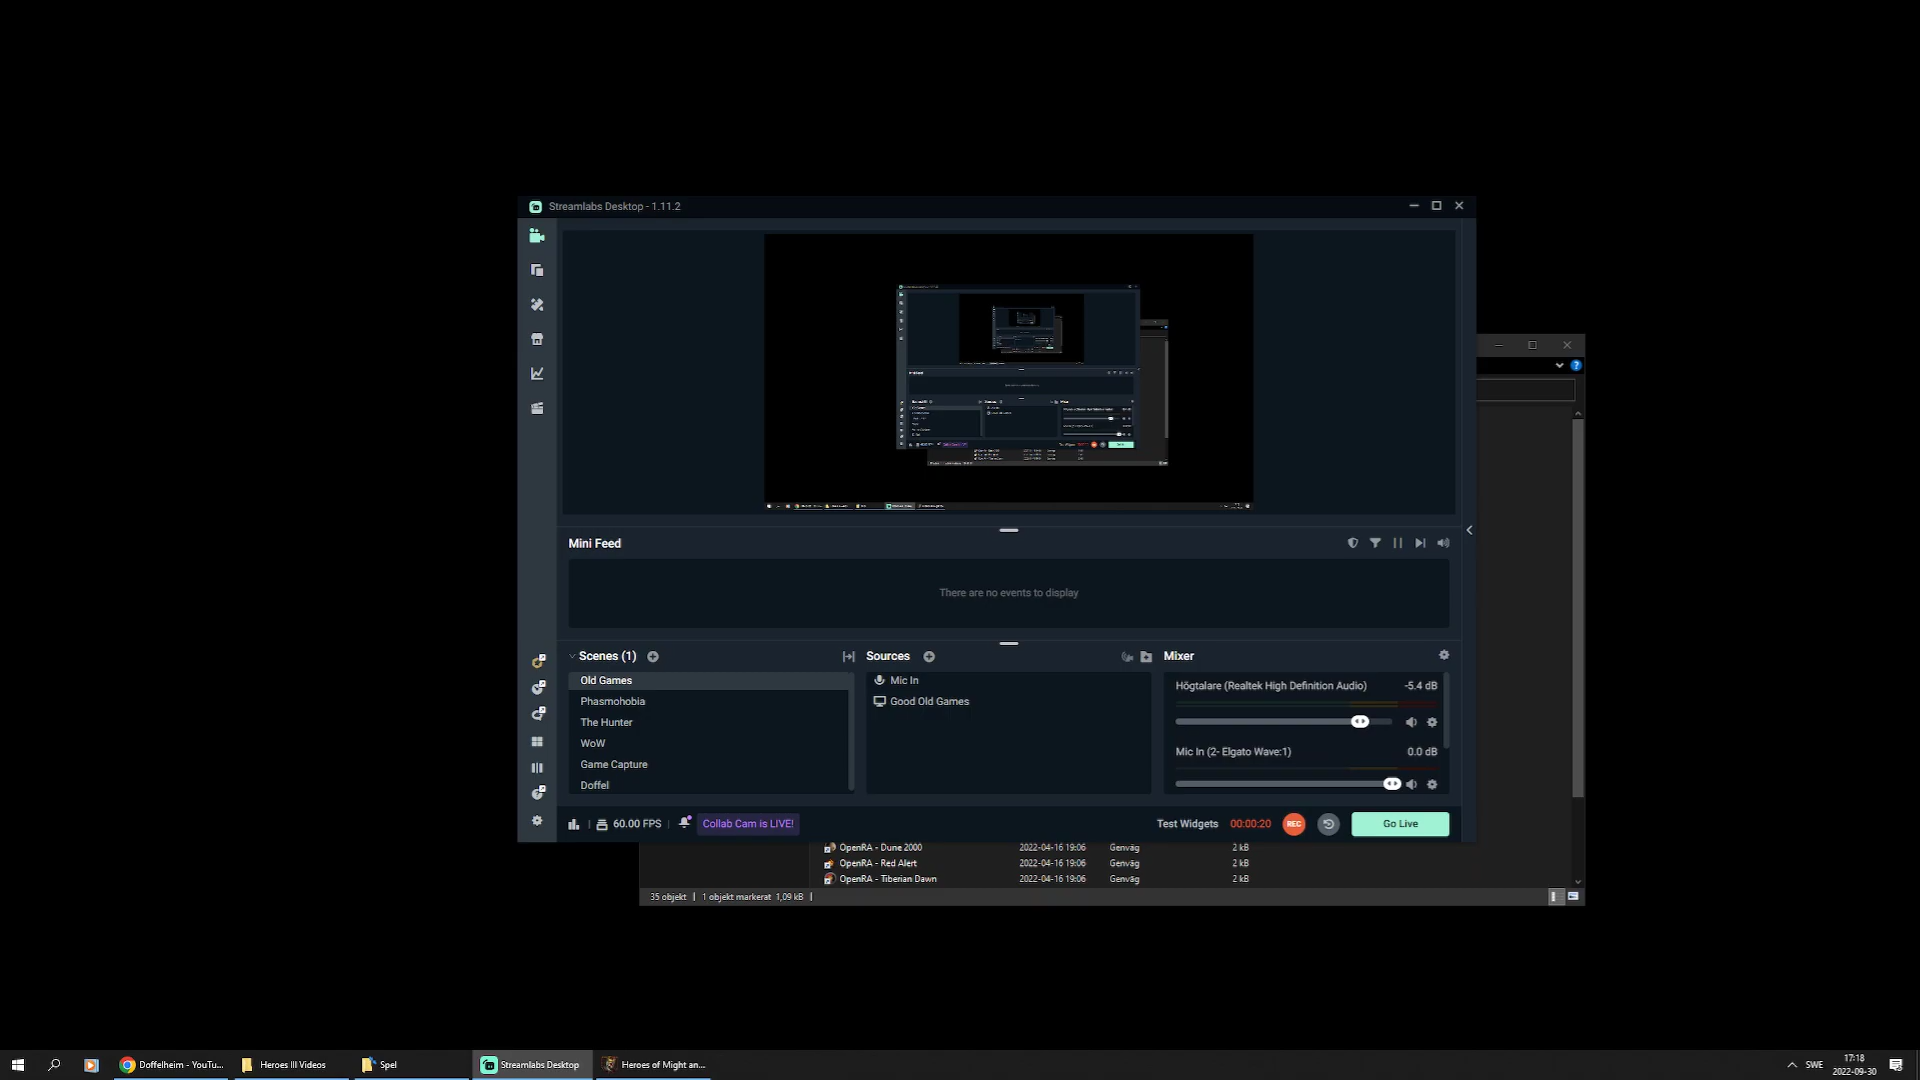 Streamlabs Desktop - 1.11.2
Mini Feed
There are no events to display
Scenes (1)
Old Games
Phasmohobia
The Hunter
WoW
Game Capture
Doffel
Sources
Mic In
Good Old Games
Mixer
Högtalare (Realtek High Definition Audio) -5.4 dB
Mic In (2- Elgato Wave:1) 0.0 dB
60.00 FPS
Collab Cam is LIVE!
Test Widgets 00:00:20 REC Go Live
OpenRA - Dune 2000 2022-04-16 19:06 Genväg 2 kB
OpenRA - Red Alert 2022-04-16 19:06 Genväg 2 kB
OpenRA - Tiberian Dawn 2022-04-16 19:06 Genväg 2 kB
35 objekt 1 objekt markerat 1,09 kB
Doffelheim - YouTu...
Heroes III Videos
Spel
Streamlabs Desktop
Heroes of Might an...
SWE
17:18
2022-09-30